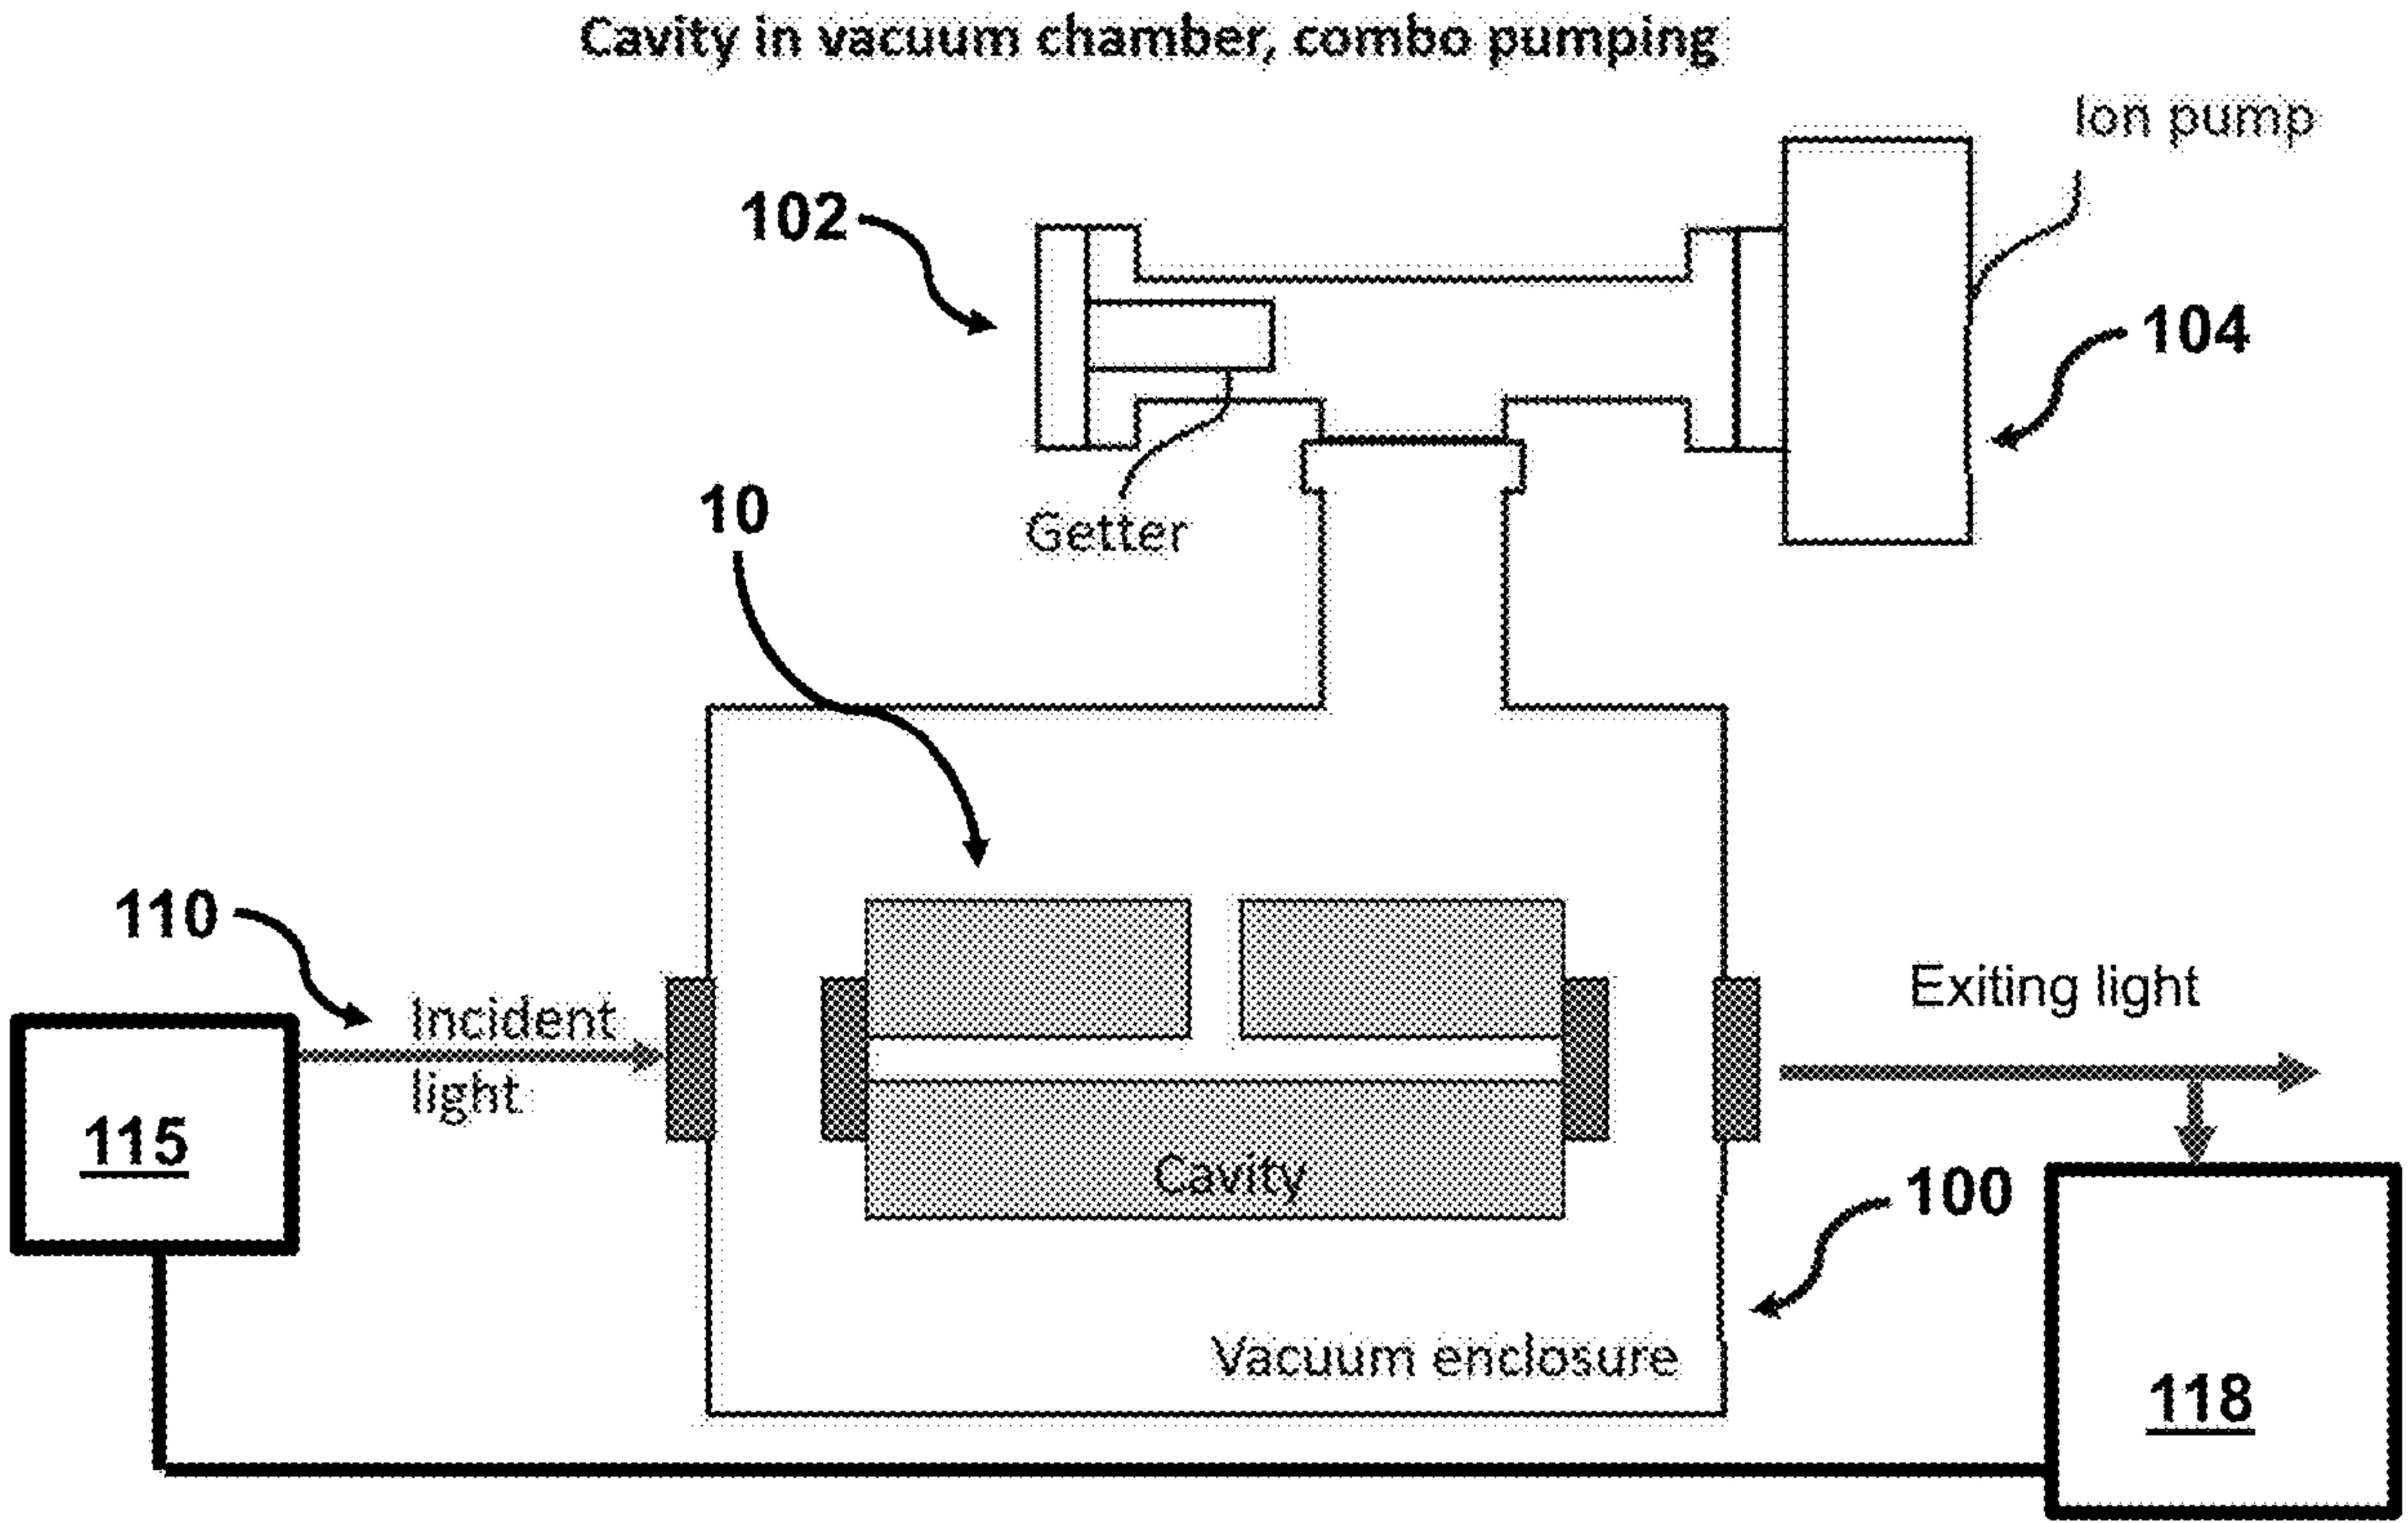 Cavity in vacuum chamber, combo pumping
Ion pump
102
104
10
Getter
110
Incident
light
Exiting light
115
Cavity
100
Vacuum enclosure
118